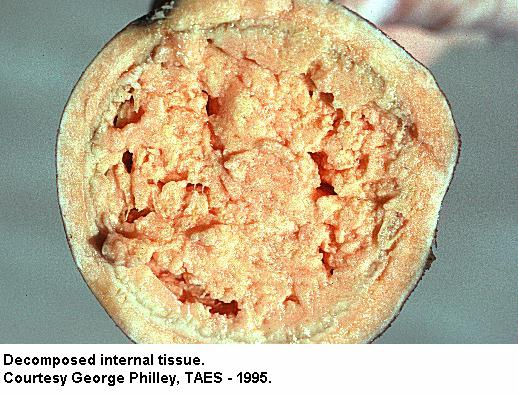 Decomposed internal tissue.
Courtesy George Philley, TAES - 1995.